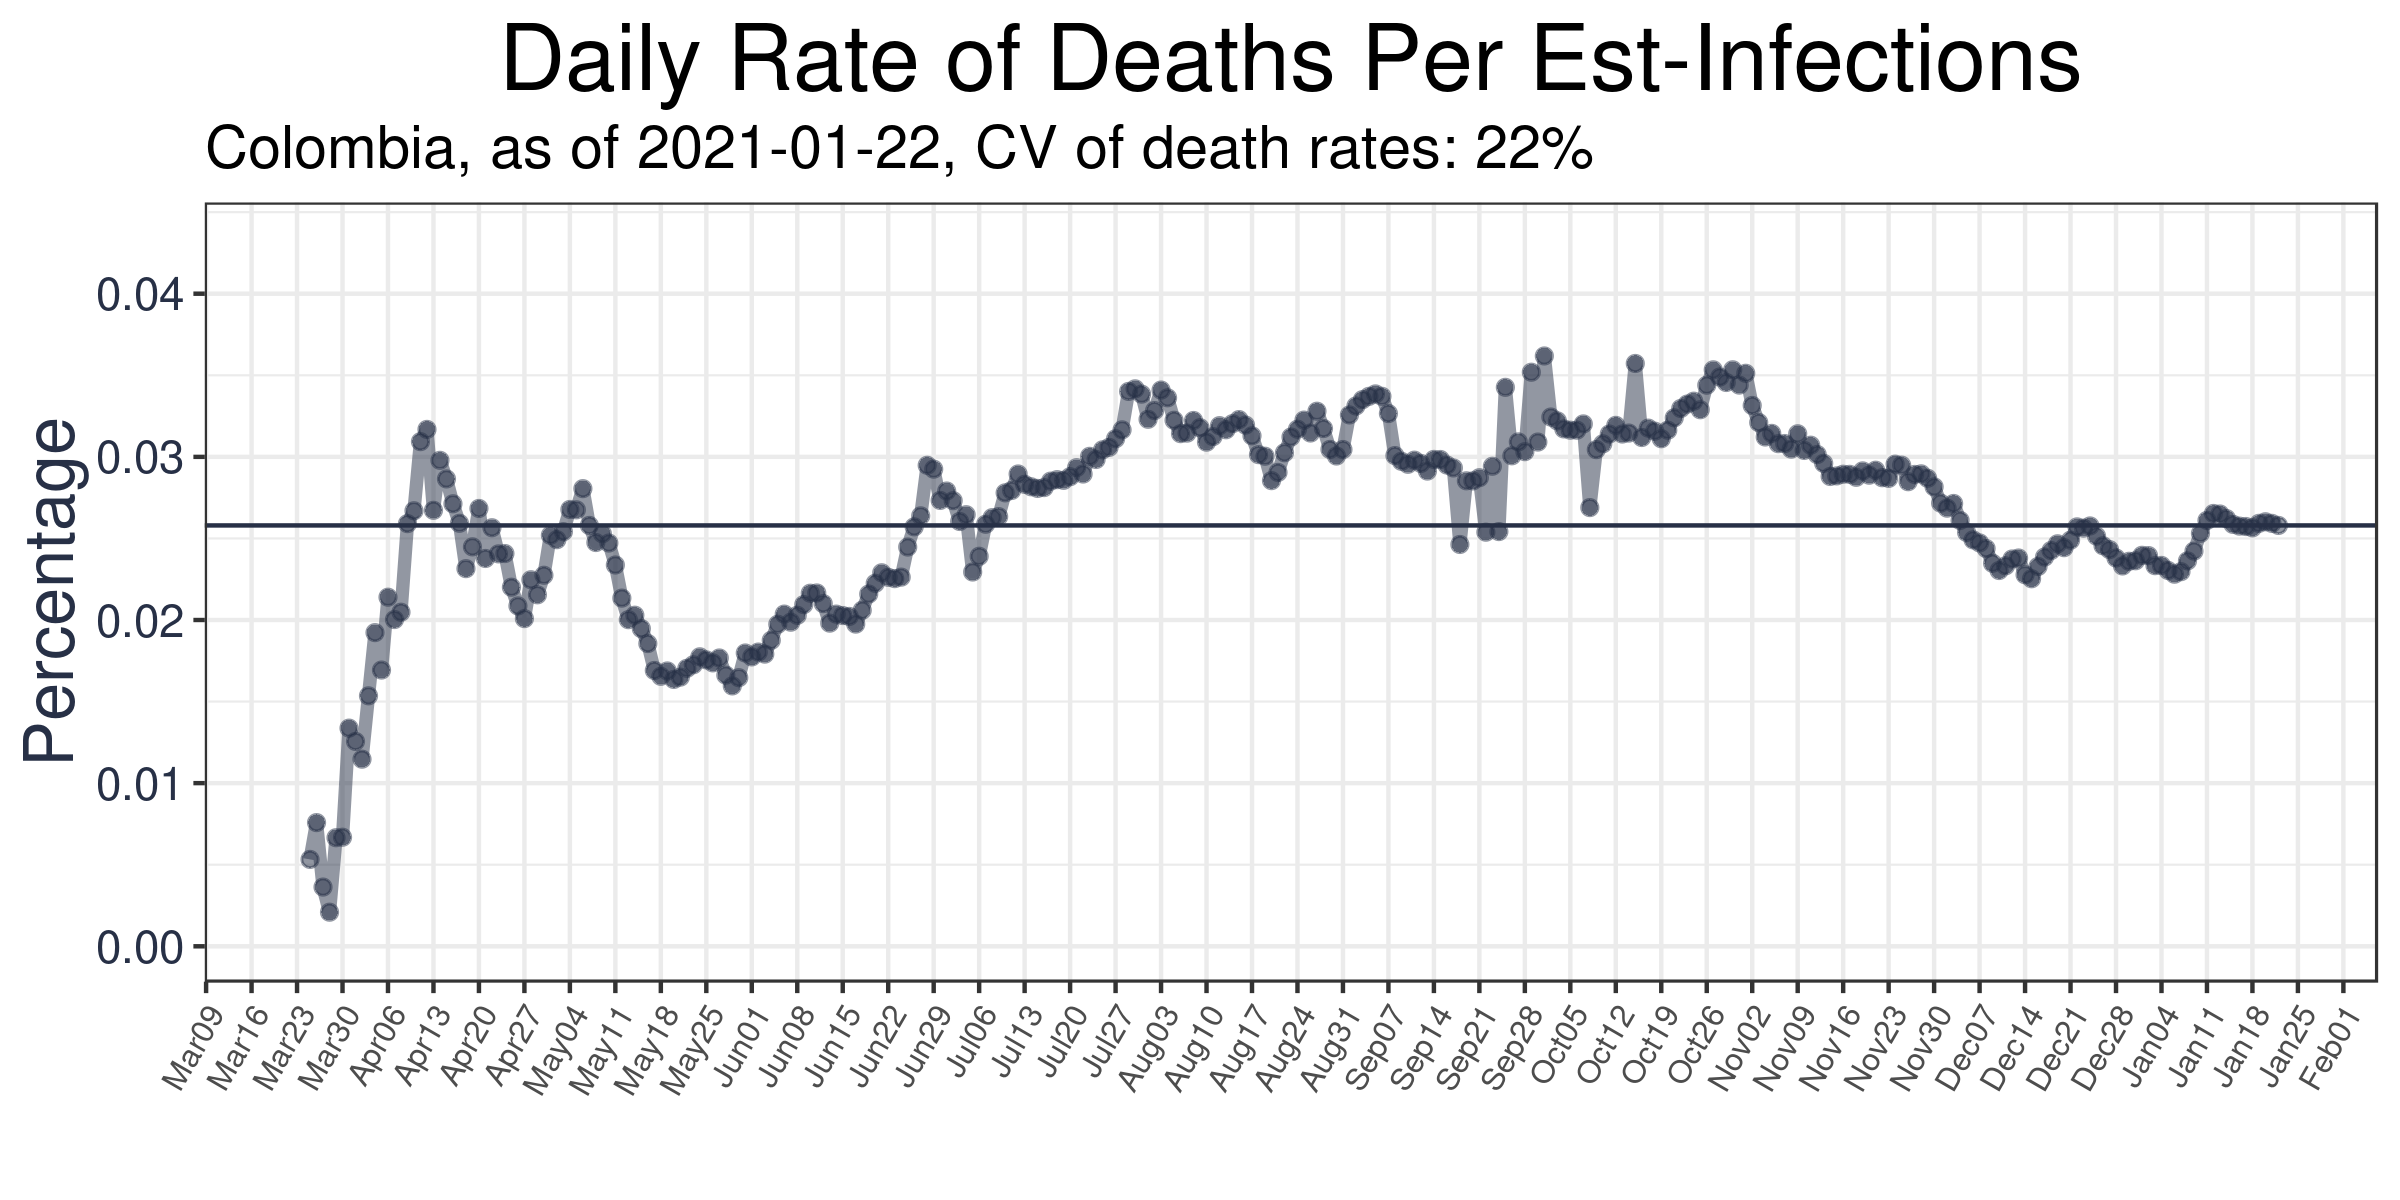 Daily Rate of Deaths Per Est-Infections
Colombia, as of 2021-01-22, CV of death rates: 22%
Percentage
0.04
0.03
0.02
0.01
0.00
Mar09
Mar16
Mar23
Mar30
Apr06
Apr13
Apr20
Apr27
May04
May11
May18
May25
Jun01
Jun08
Jun15
Jun22
Jun29
Jul06
Jul13
Jul20
Jul27
Aug03
Aug10
Aug17
Aug24
Aug31
Sep07
Sep14
Sep21
Sep28
Oct05
Oct12
Oct19
Oct26
Nov02
Nov09
Nov16
Nov23
Nov30
Dec07
Dec14
Dec21
Dec28
Jan04
Jan11
Jan18
Jan25
Feb01